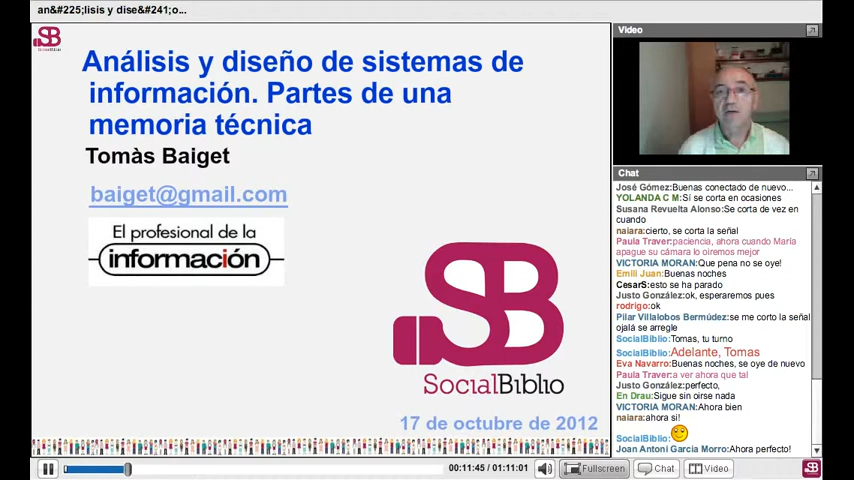 an&#225;lisis y dise&#241;o...
SB
Análisis y diseño de sistemas de
información. Partes de una
memoria técnica
Tomàs Baiget
baiget@gmail.com
El profesional de la
información
SB
SocialBiblio
17 de octubre de 2012
Video
Chat
José Gómez:Buenas conectado de nuevo...
YOLANDA C M:Sí se corta en ocasiones
Susana Revuelta Alonso:Se corta de vez en
cuando
naiara:cierto, se corta la señal
Paula Traver:paciencia, ahora cuando María
apague su cámara lo oiremos mejor
VICTORIA MORAN:Que pena no se oye!
Emili Juan:Buenas noches
CesarS:esto se ha parado
Justo González:ok, esperaremos pues
rodrigo:ok
Pilar Villalobos Bermúdez:se me corto la señal
ojalá se arregle
SocialBiblio:Tomas, tu turno
SocialBiblio:Adelante, Tomas
Eva Navarro:Buenas noches, se oye de nuevo
Paula Traver:a ver ahora que tal
Justo González:perfecto,
En Drau:Sigue sin oirse nada
VICTORIA MORAN:Ahora bien
naiara:ahora si!
SocialBiblio:
Joan Antoni Garcia Morro:Ahora perfecto!
00:11:45 / 01:11:01
Fullscreen
Chat
Video
SB